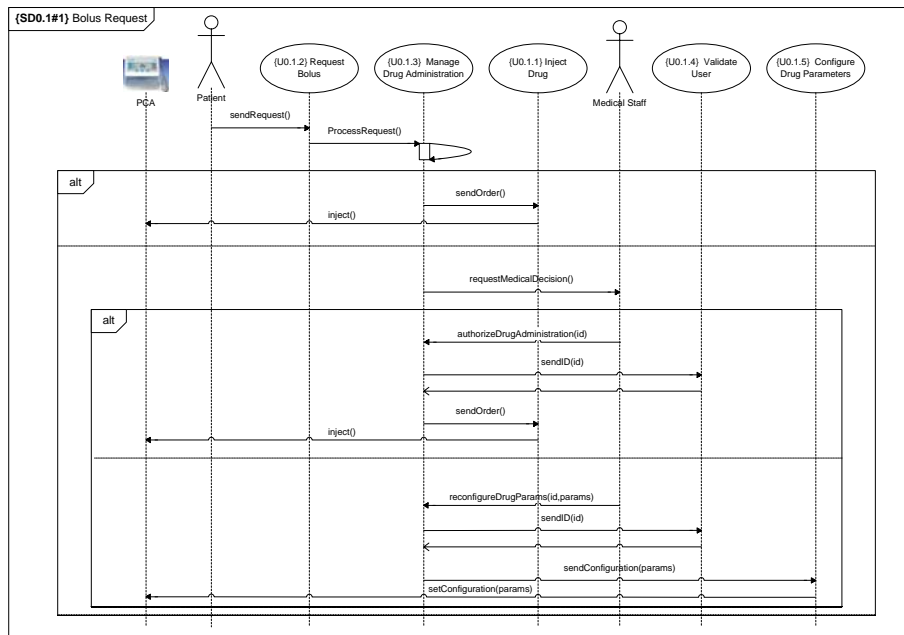 {SD0.1#1} Bolus Request
{U0.1.2} Request
Bolus
{U0.1.3} Manage
Drug Administration
{U0.1.1} Inject
Drug
{U0.1.4} Validate
User
{U0.1.5} Configure
Drug Parameters
PCA
Patient
Medical Staff
sendRequest()
ProcessRequest()
alt
sendOrder()
inject()
requestMedicalDecision()
alt
authorizeDrugAdministration(id)
sendID(id)
sendOrder()
inject()
reconfigureDrugParams(id,params)
sendID(id)
sendConfiguration(params)
setConfiguration(params)